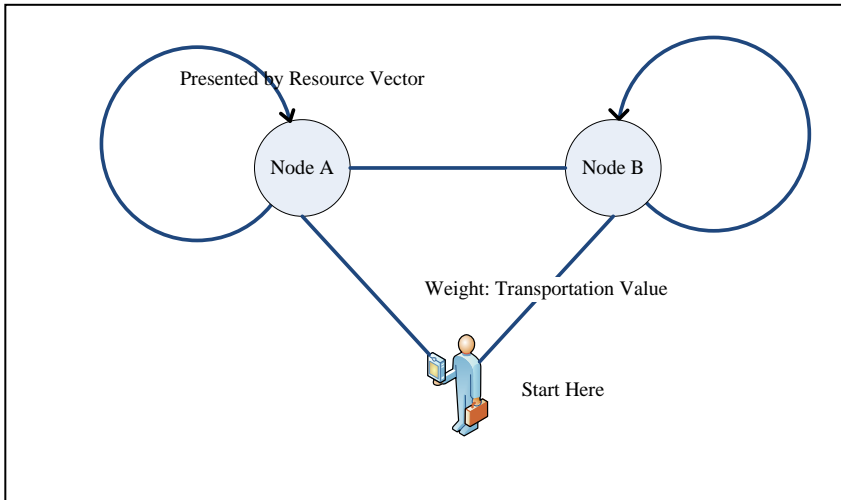 Presented by Resource Vector
Node A
Node B
Weight: Transportation Value
Start Here